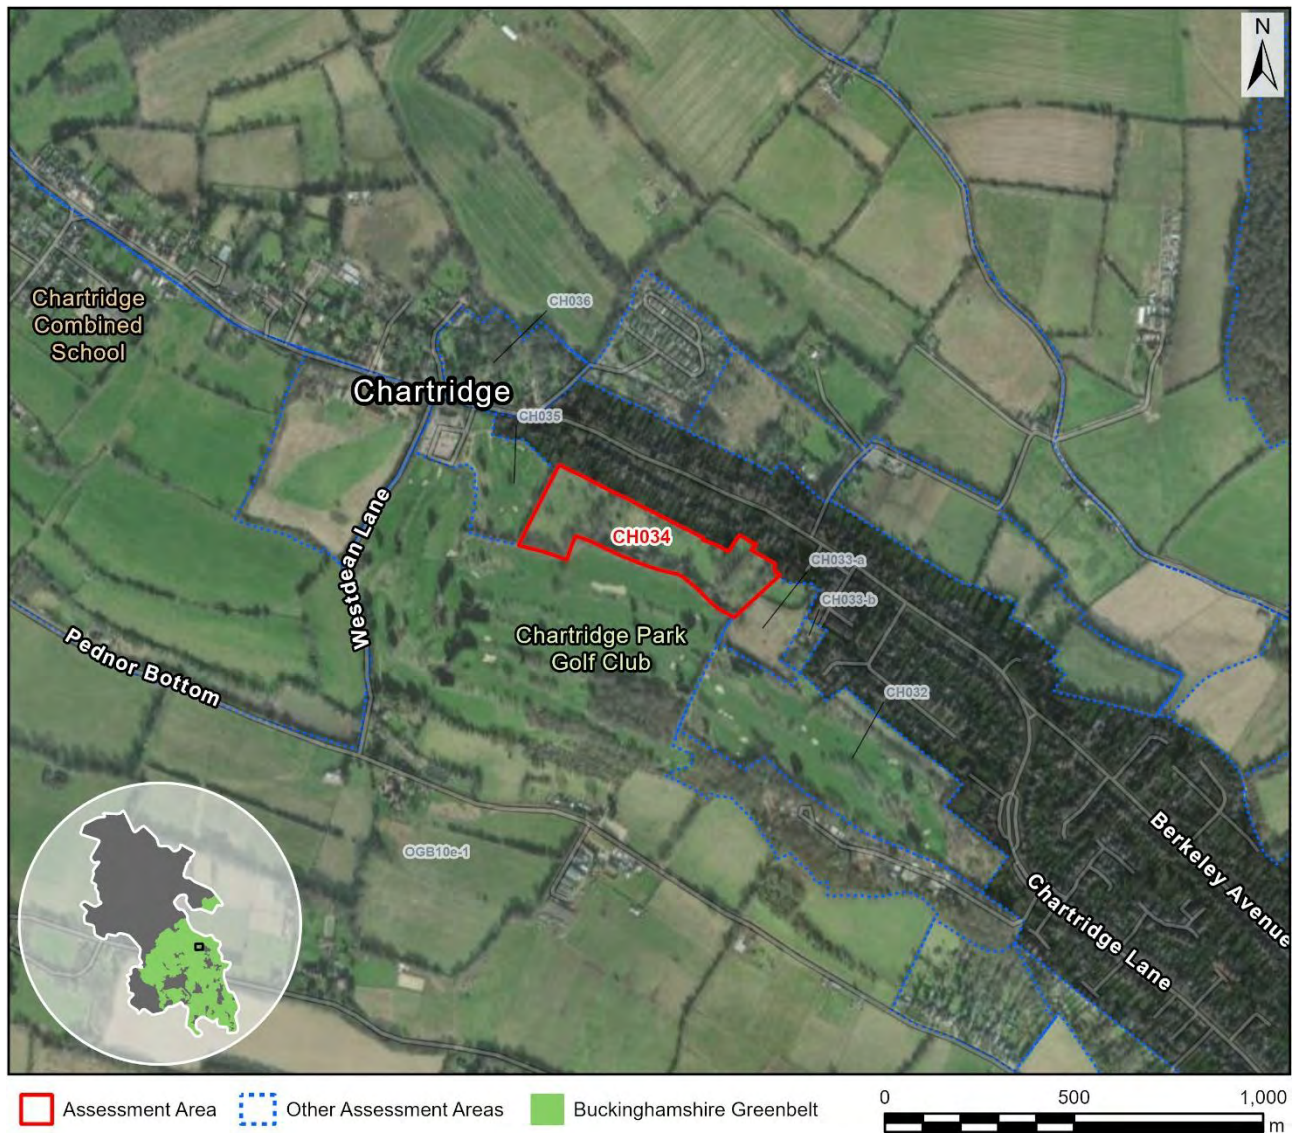 N
CH036
Chartridge
Combined
School
Chartridge
CH035
CH034
CH033-a
CH033-b
Westdean Lane
Chartridge Park
Golf Club
Pednor Bottom
CH032
OGB10e-1
Berkeley Avenue
Chartridge Lane
Assessment Area
Other Assessment Areas
Buckinghamshire Greenbelt
0 500 1,000
m